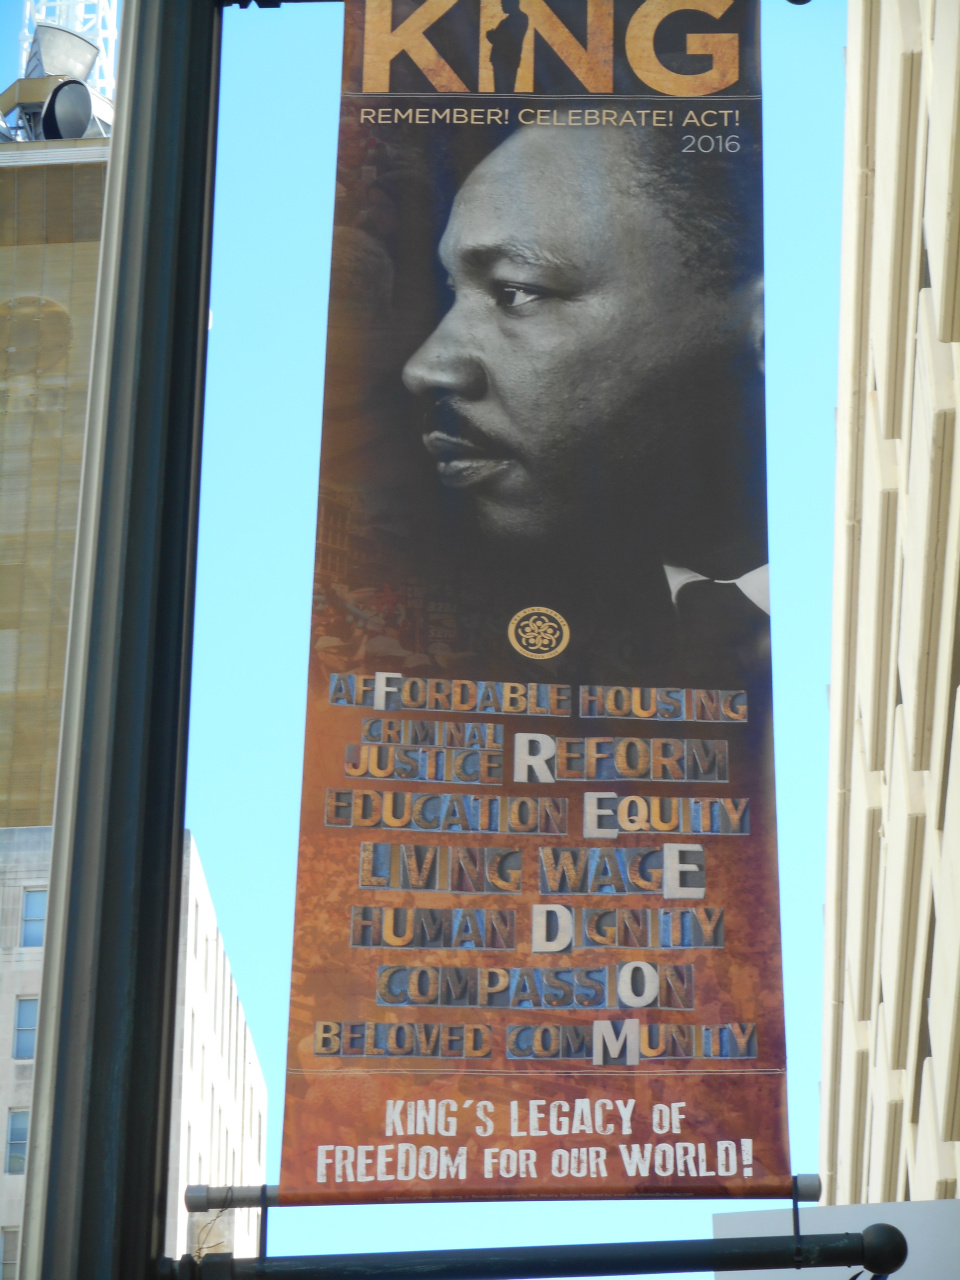 KING
REMEMBER! CELEBRATE! ACT!
2016
AFFORDABLE HOUSING
CRIMINAL
JUSTICE REFORM
EDUCATION EQUITY
LIVING WAGE
HUMAN DIGNITY
COMPASSION
BELOVED COMMUNITY
KING'S LEGACY OF
FREEDOM FOR OUR WORLD!